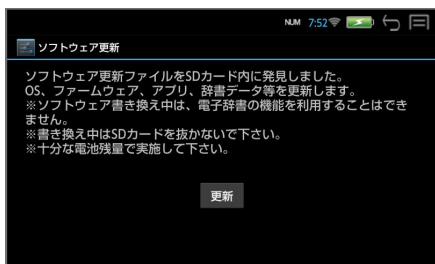 NUM 7:52
ソフトウェア更新
ソフトウェア更新ファイルをSDカード内に発見しました。
OS、ファームウェア、アプリ、辞書データ等を更新します。
※ソフトウェア書き換え中は、電子辞書の機能を利用することはでき
ません。
※書き換え中はSDカードを抜かないで下さい。
※十分な電池残量で実施して下さい。
更新